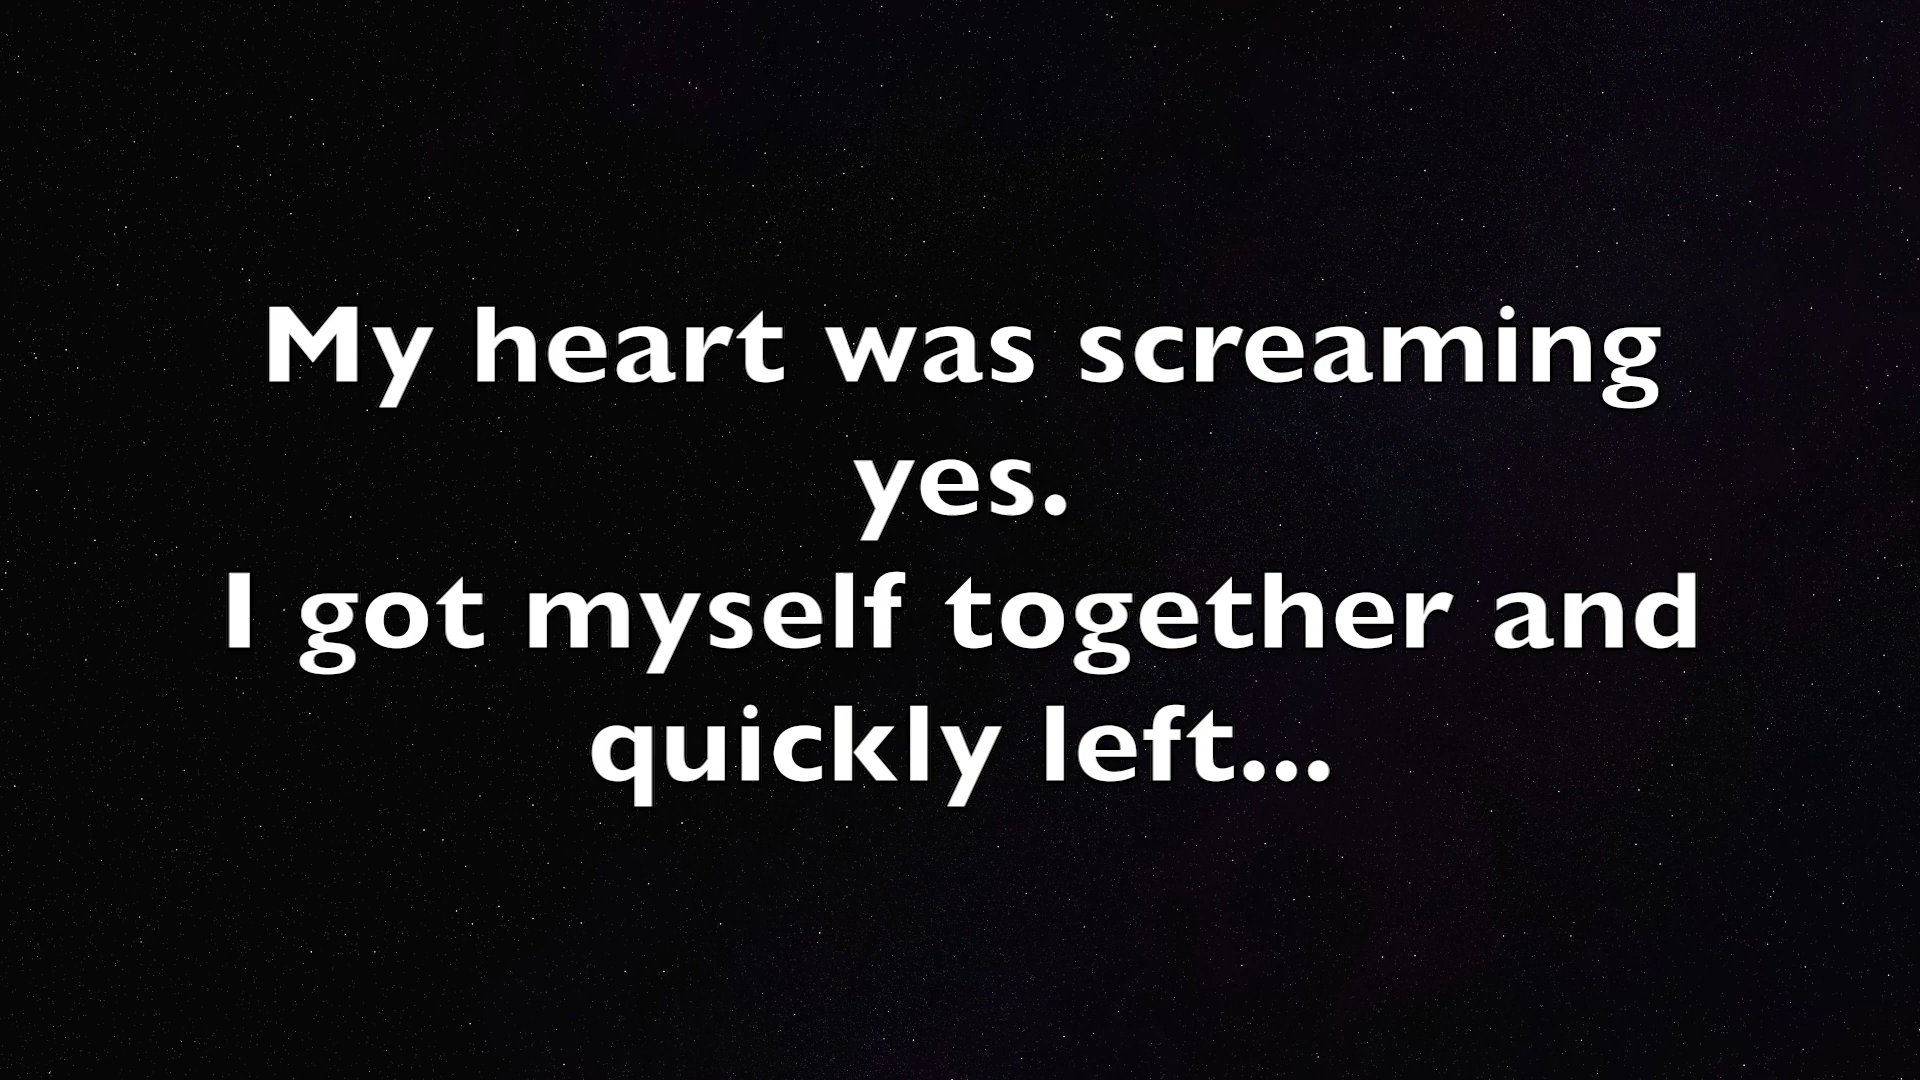 My heart was screaming
yes.
I got myself together and
quickly left...